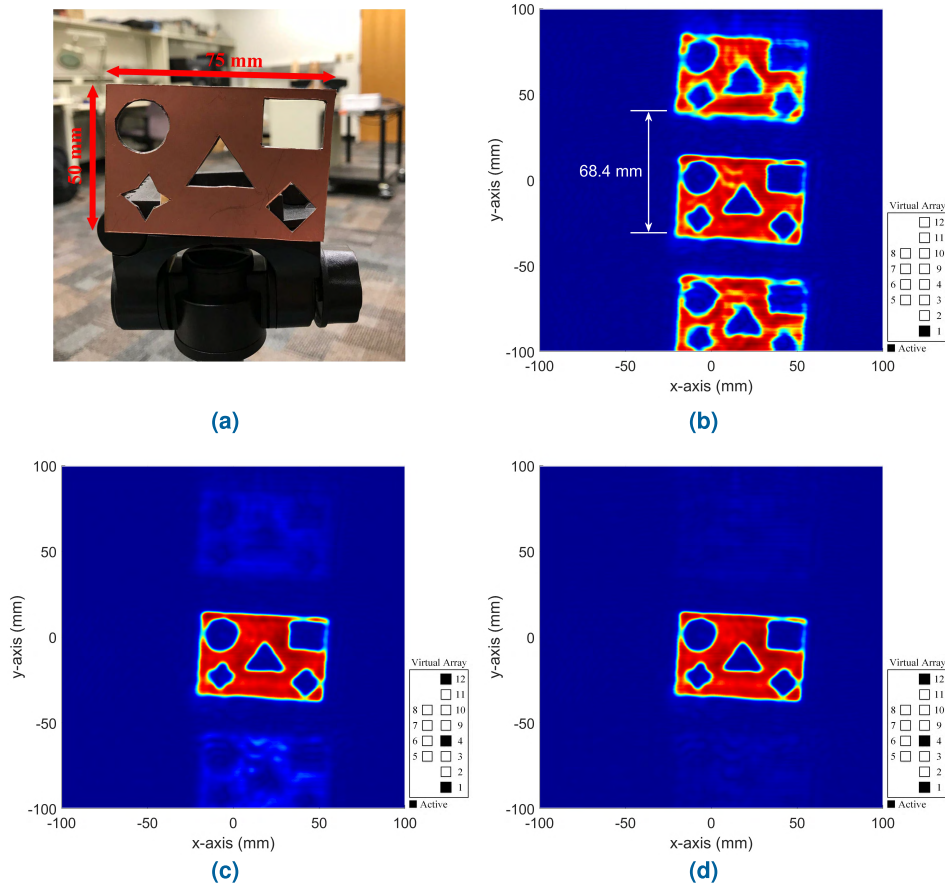 75 mm
50 mm
(a)
100
50
0
-50
-100
y-axis (mm)
68.4 mm
-100
-50
0
50
100
x-axis (mm)
Virtual Array
12
11
8 10
7 9
6 4
5 3
2
1
Active
(b)
100
50
0
-50
-100
y-axis (mm)
-100
-50
0
50
100
x-axis (mm)
Virtual Array
12
11
8 10
7 9
6 4
5 3
2
1
Active
(c)
100
50
0
-50
-100
y-axis (mm)
-100
-50
0
50
100
x-axis (mm)
Virtual Array
12
11
8 10
7 9
6 4
5 3
2
1
Active
(d)